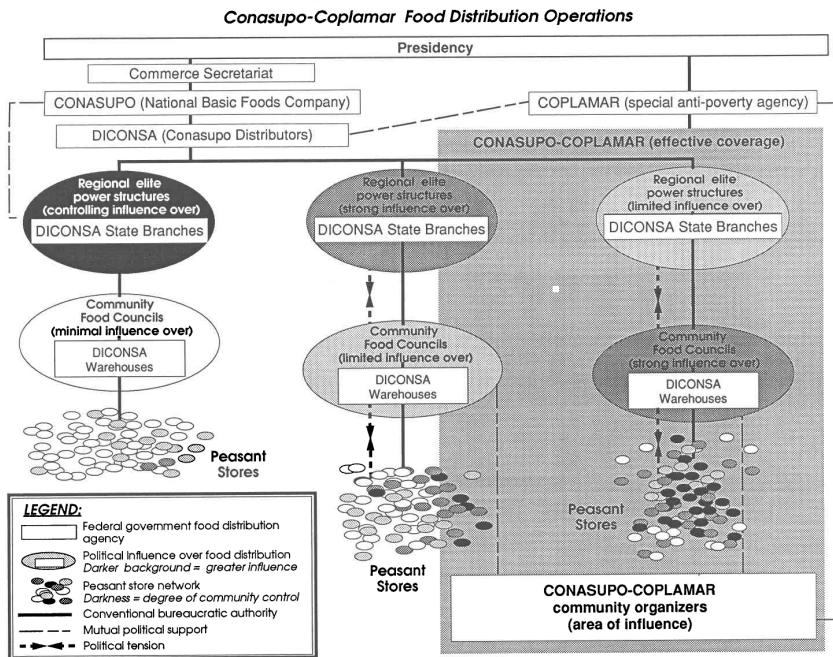 Conasupo-Coplamar Food Distribution Operations
Presidency
Commerce Secretariat
CONASUPO (National Basic Foods Company)
COPLAMAR (special anti-poverty agency)
DICONSA (Conasupo Distributors)
CONASUPO-COPLAMAR (effective coverage)
Regional elite
power structures
(controlling influence over)
DICONSA State Branches
Regional elite
power structures
(strong influence over)
DICONSA State Branches
Regional elite
power structures
(limited influence over)
DICONSA State Branches
Community
Food Councils
(minimal influence over)
DICONSA
Warehouses
Community
Food Councils
(limited influence over)
DICONSA
Warehouses
Community
Food Councils
(strong influence over)
DICONSA
Warehouses
Peasant
Stores
Peasant
Stores
Peasant
Stores
LEGEND:
Federal government food distribution
agency
Political Influence over food distribution
Darker background = greater influence
Peasant store network
Darkness = degree of community control
Conventional bureaucratic authority
Mutual political support
Political tension
CONASUPO-COPLAMAR
community organizers
(area of influence)